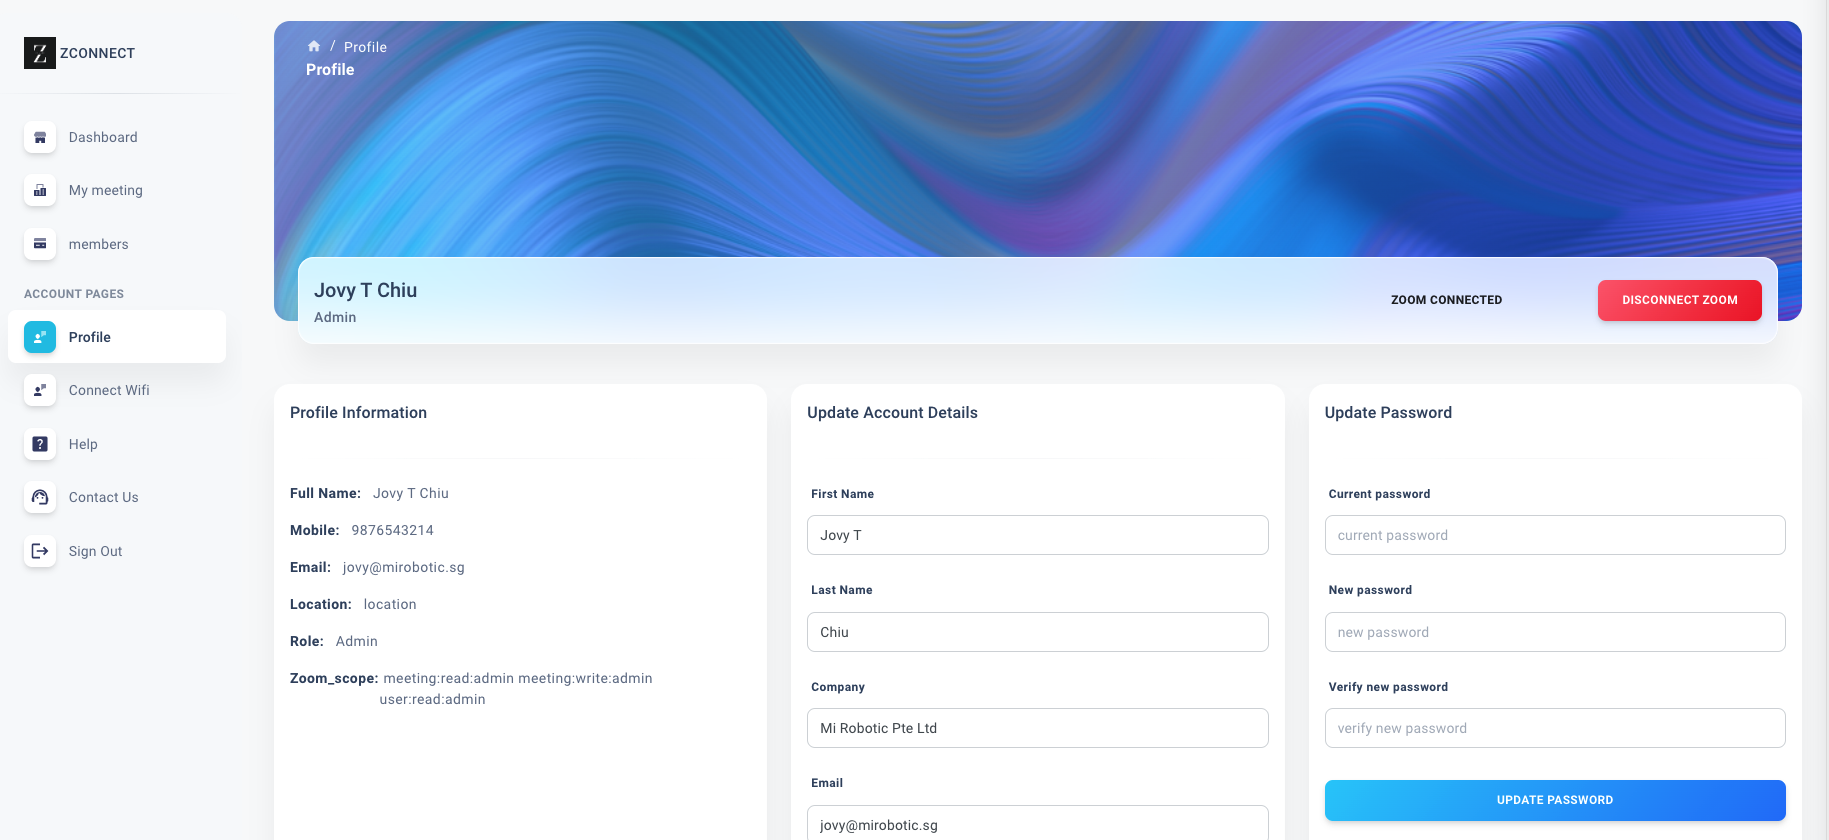 Z ZCONNECT
Dashboard
My meeting
members
ACCOUNT PAGES
Profile
Connect Wifi
? Help
Contact Us
Sign Out
/ Profile
Profile
Jovy T Chiu
Admin
ZOOM CONNECTED
DISCONNECT ZOOM
Profile Information
Full Name: Jovy T Chiu
Mobile: 9876543214
Email: jovy@mirobotic.sg
Location: location
Role: Admin
Zoom_scope: meeting:read:admin meeting:write:admin
user:read:admin
Update Account Details
First Name
Jovy T
Last Name
Chiu
Company
Mi Robotic Pte Ltd
Email
jovy@mirobotic.sg
Update Password
Current password
current password
New password
new password
Verify new password
verify new password
UPDATE PASSWORD